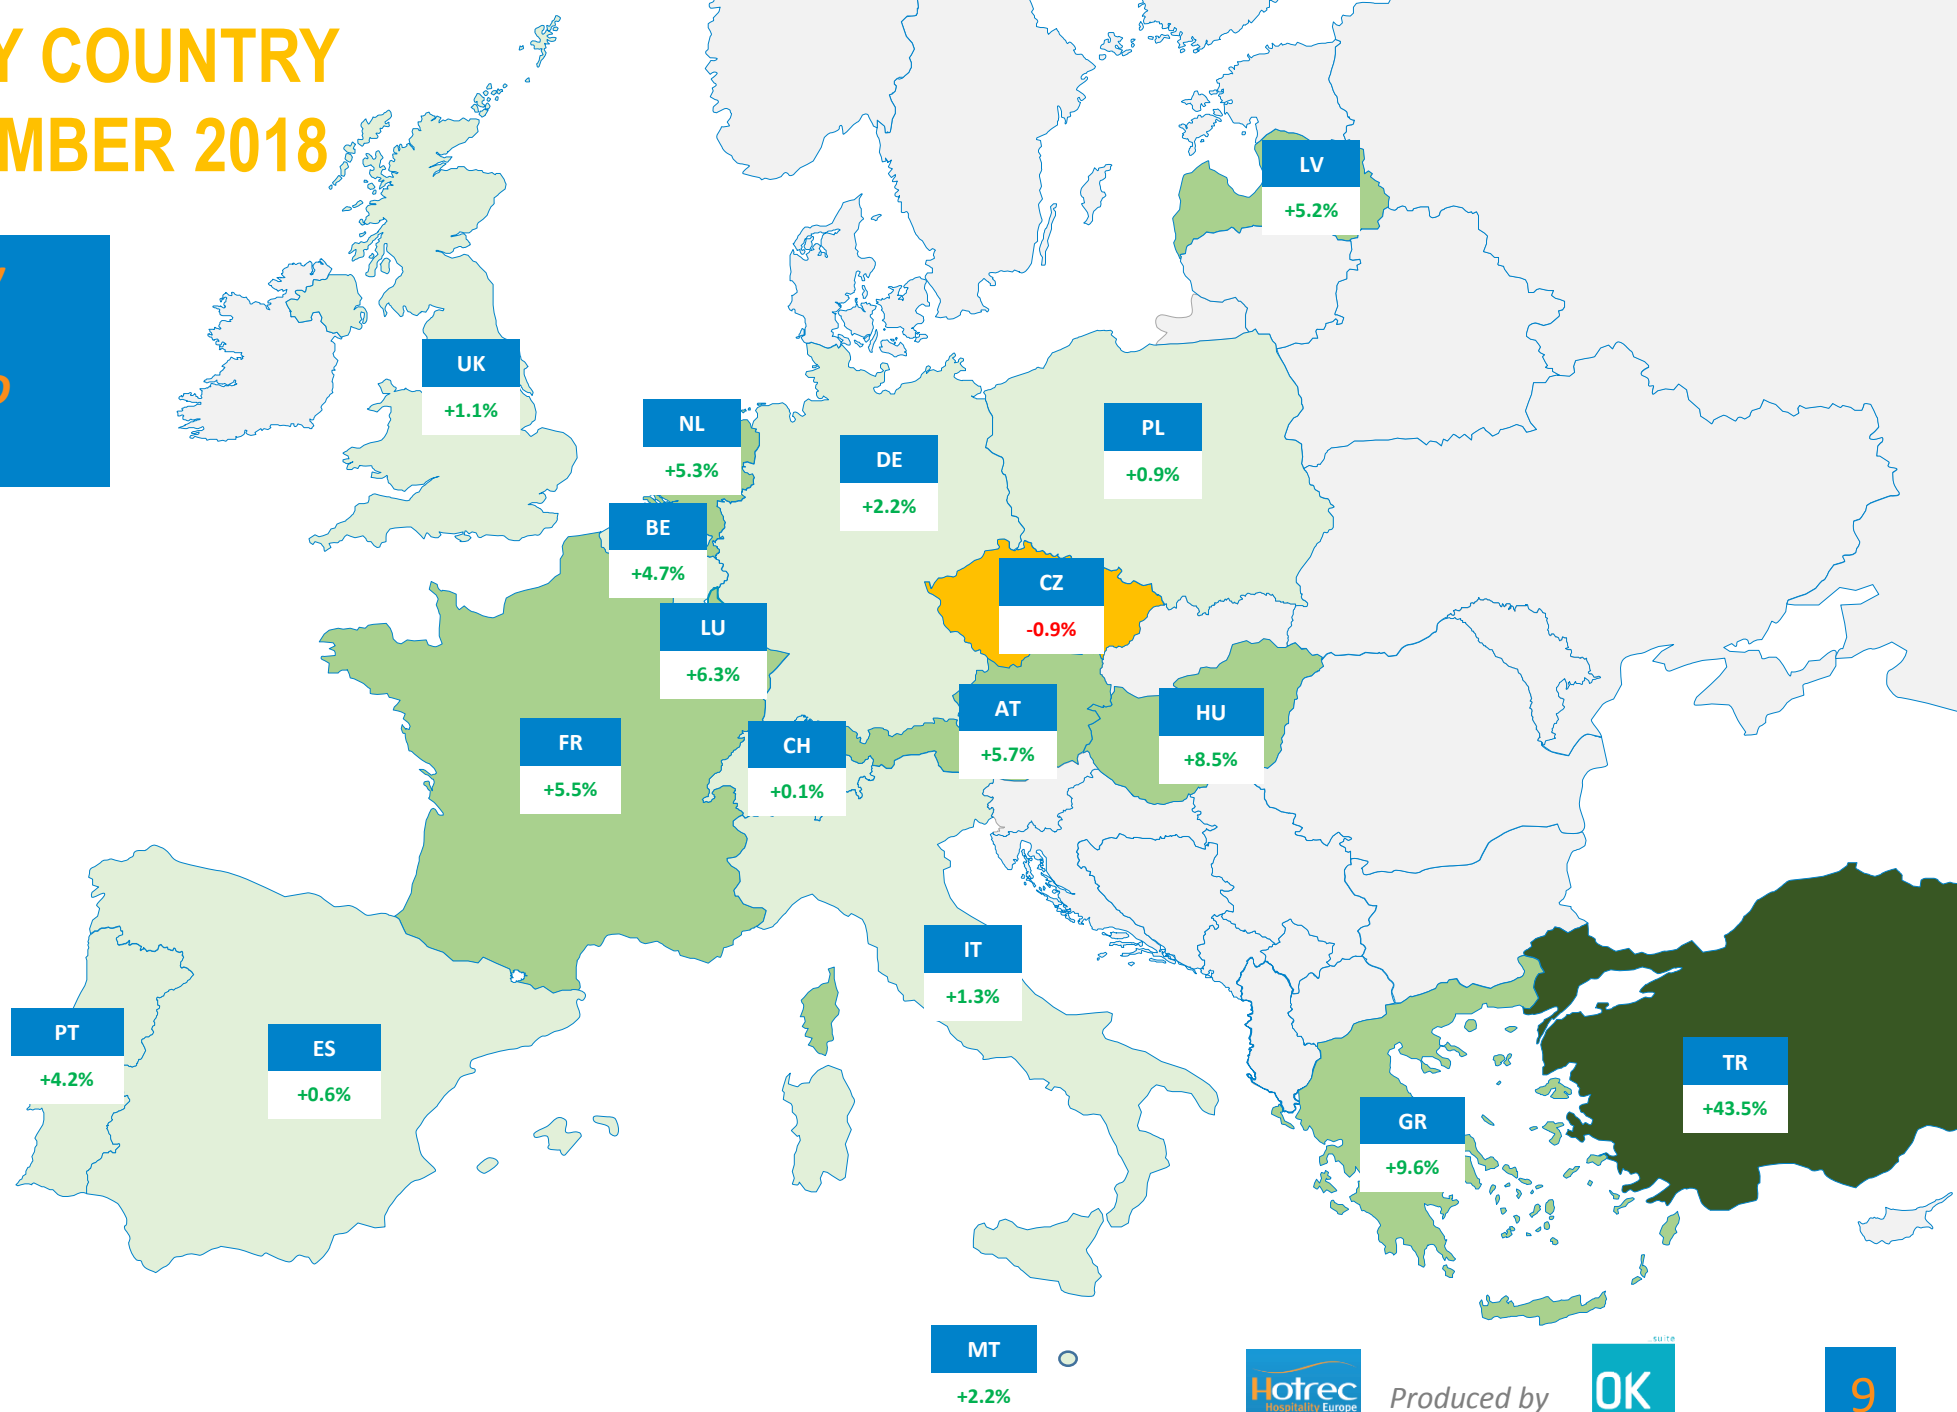 Y COUNTRY
MBER 2018
LV
+5.2%
UK
+1.1%
NL
+5.3%
PL
+0.9%
DE
+2.2%
BE
+4.7%
CZ
-0.9%
LU
+6.3%
AT
+5.7%
HU
+8.5%
FR
+5.5%
CH
+0.1%
IT
+1.3%
PT
+4.2%
ES
+0.6%
TR
+43.5%
GR
+9.6%
MT
+2.2%
Hotrec
Hospitality Europe
Produced by
suite
OK
9